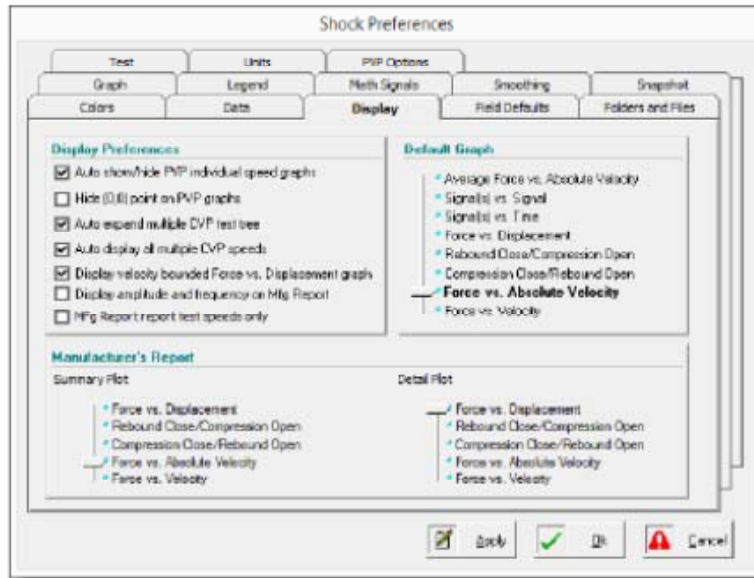 Shock Preferences
Test Units PVP Options
Graph Legend Math Signals Smoothing Snapshot
Colors Data Display Field Defaults Folders and Files
Display Preferences
Auto show/hide PVP individual speed graphs
Hide (0,0) point on PVP graphs
Auto expand multiple CVP test tree
Auto display all multiple CVP speeds
Display velocity bounded Force vs. Displacement graph
Display amplitude and frequency on Mfg Report
Mfg Report report test speeds only
Default Graph
Average Force vs. Absolute Velocity
Signal(s) vs. Signal
Signal(s) vs. Time
Force vs. Displacement
Rebound Close/Compression Open
Compression Close/Rebound Open
Force vs. Absolute Velocity
Force vs. Velocity
Manufacturer's Report
Summary Plot
Force vs. Displacement
Rebound Close/Compression Open
Compression Close/Rebound Open
Force vs. Absolute Velocity
Force vs. Velocity
Detail Plot
Force vs. Displacement
Rebound Close/Compression Open
Compression Close/Rebound Open
Force vs. Absolute Velocity
Force vs. Velocity
Apply Ok Cancel